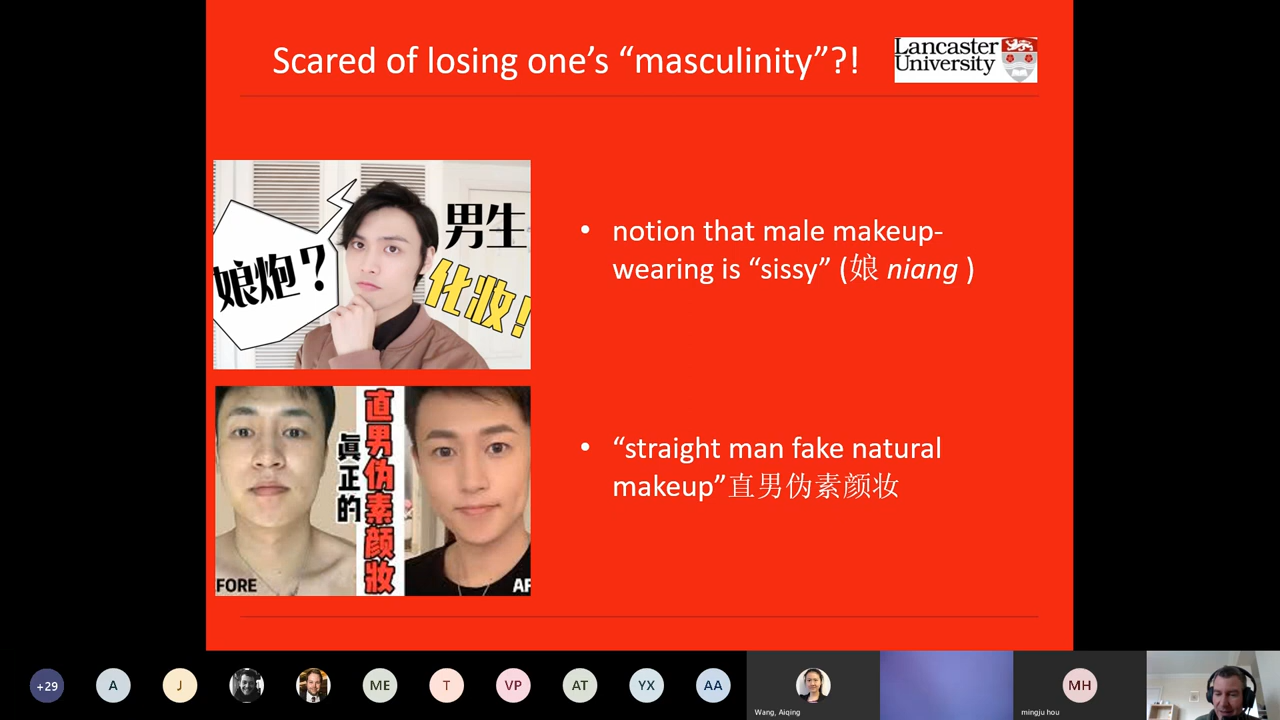 Scared of losing one's “masculinity”?!
Lancaster
University
娘炮?
男生
化妆!
• notion that male makeup-
wearing is “sissy” (娘 niang )
真正的
直男伪素颜妆
FORE
AF
• “straight man fake natural
makeup”直男伪素颜妆
+29
A
J
ME
T
VP
AT
YX
AA
Wang, Aiqing
MH
mingju hou